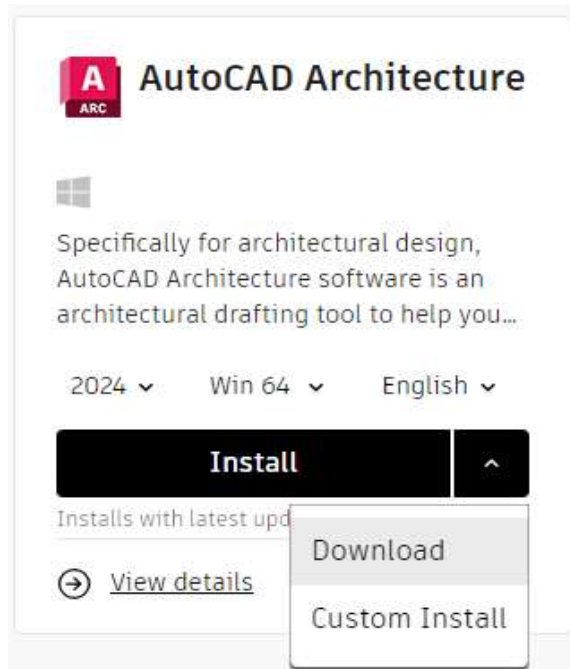 A
ARC
AutoCAD Architecture
Specifically for architectural design,
AutoCAD Architecture software is an
architectural drafting tool to help you...
2024 Win 64 English
Install
Installs with latest
Download
View details
Custom Install